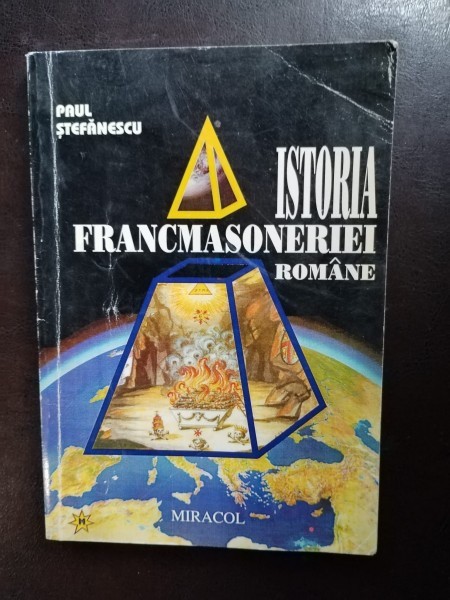 PAUL
ȘTEFĂNESCU
ISTORIA
FRANCMASONERIEI
ROMÂNE
MIRACOL